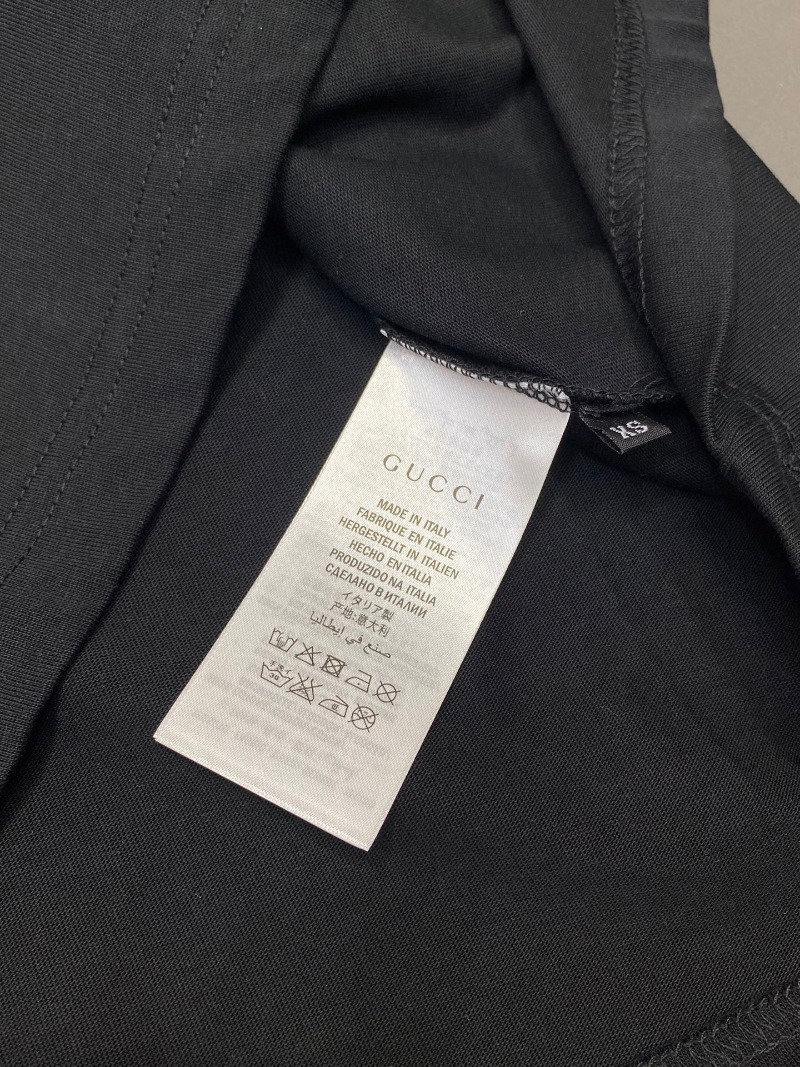 GUCCI
MADE IN ITALY
FABRIQUE EN ITALIE
HERGESTELLT IN ITALIEN
HECHO EN ITALIA
PRODUZIDO NA ITALIA
СДЕЛАНО В ИТАЛИИ
イタリア製
产地:意大利
صنع في إيطاليا
XS